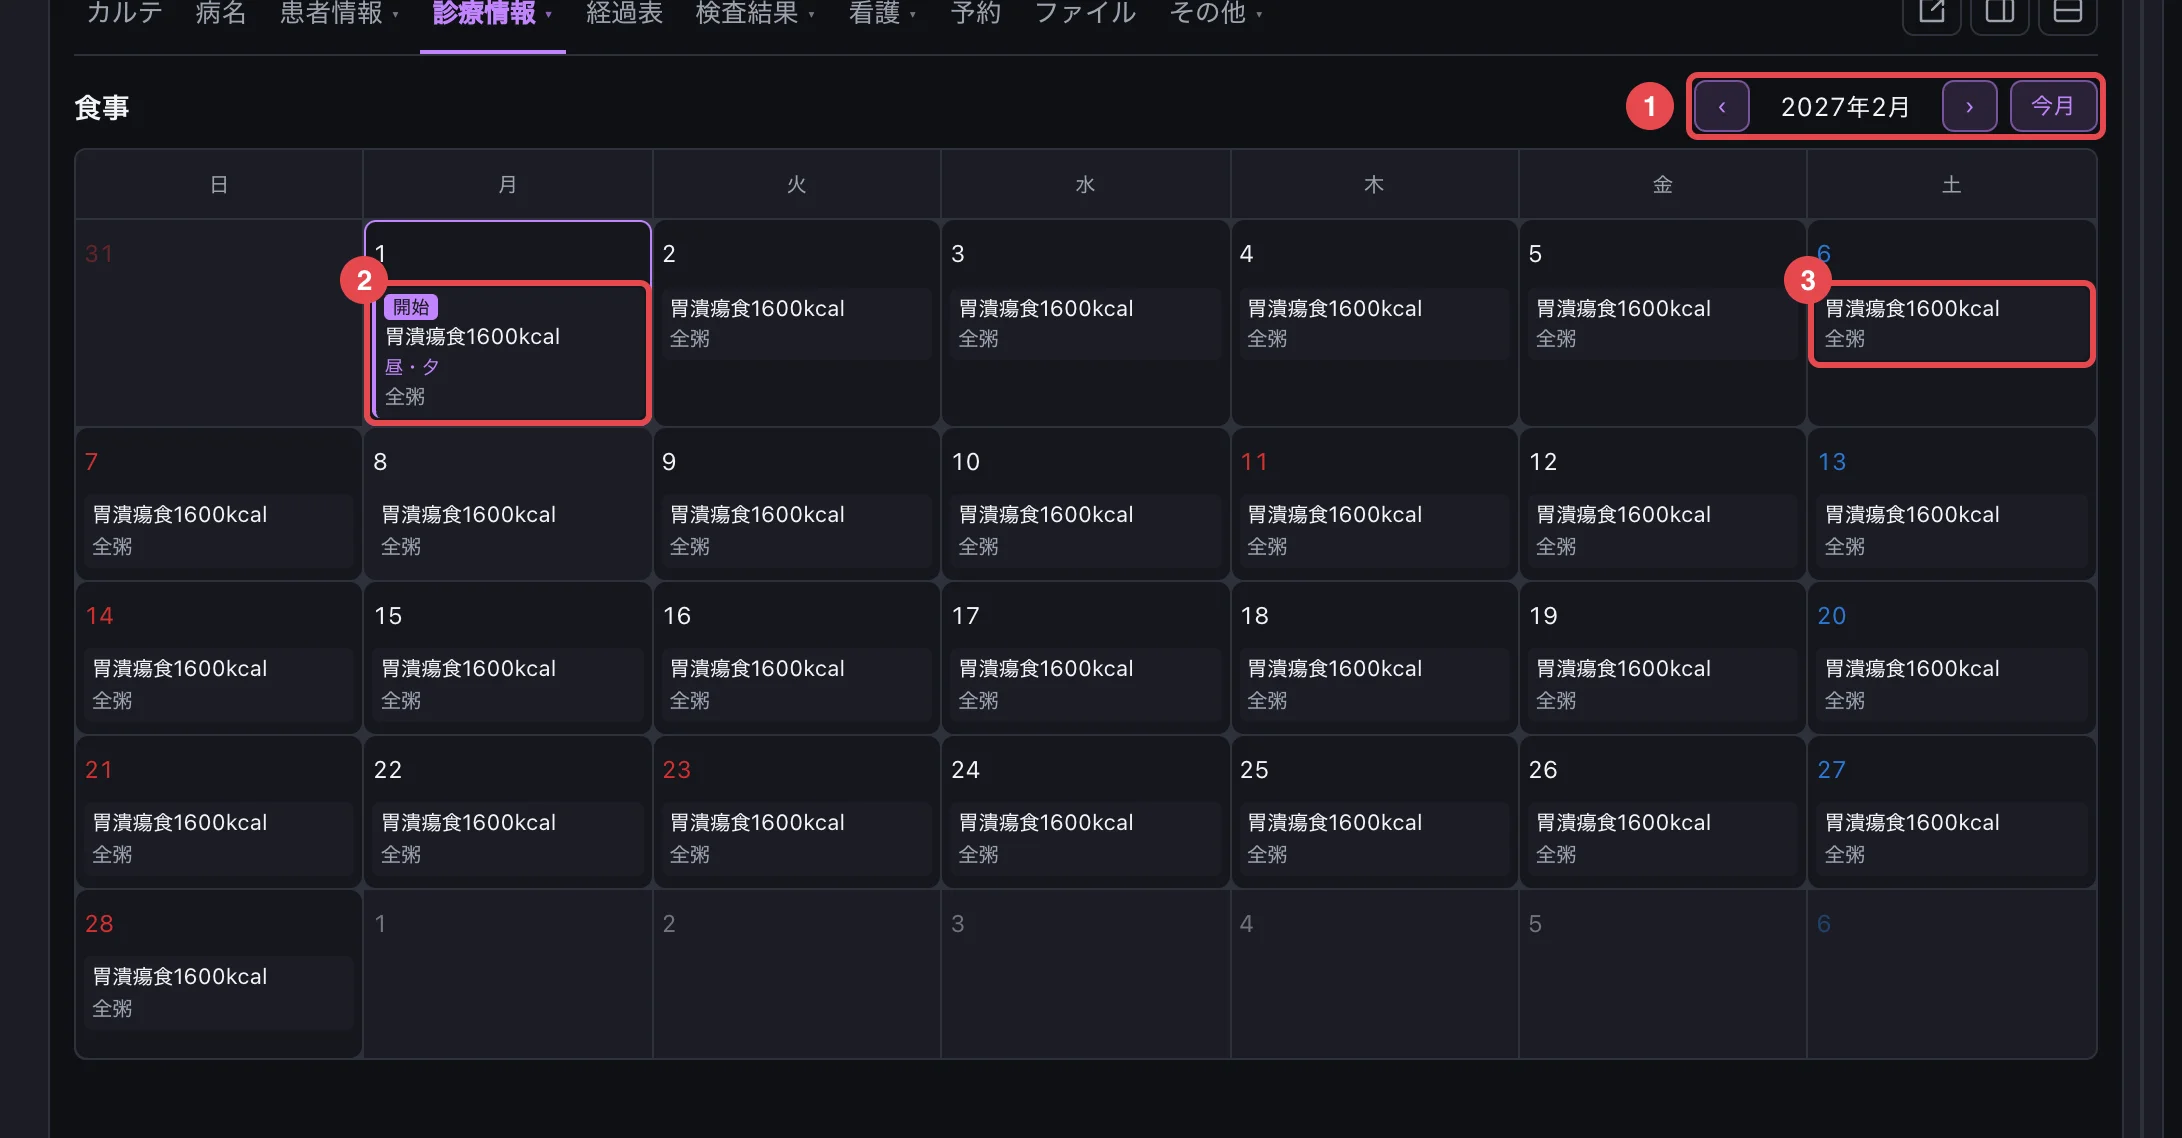 カルテ 病名 患者情報 診療情報 経過表 検査結果 看護 予約 ファイル その他
食事
1 ‹ 2027年2月 › 今月
日 月 火 水 木 金 土
31 1 2 3 4 5 6
2 3
開始
胃潰瘍食1600kcal
昼・夕
全粥
胃潰瘍食1600kcal 胃潰瘍食1600kcal 胃潰瘍食1600kcal 胃潰瘍食1600kcal 胃潰瘍食1600kcal
全粥 全粥 全粥 全粥 全粥
7 8 9 10 11 12 13
胃潰瘍食1600kcal 胃潰瘍食1600kcal 胃潰瘍食1600kcal 胃潰瘍食1600kcal 胃潰瘍食1600kcal 胃潰瘍食1600kcal 胃潰瘍食1600kcal
全粥 全粥 全粥 全粥 全粥 全粥 全粥
14 15 16 17 18 19 20
胃潰瘍食1600kcal 胃潰瘍食1600kcal 胃潰瘍食1600kcal 胃潰瘍食1600kcal 胃潰瘍食1600kcal 胃潰瘍食1600kcal 胃潰瘍食1600kcal
全粥 全粥 全粥 全粥 全粥 全粥 全粥
21 22 23 24 25 26 27
胃潰瘍食1600kcal 胃潰瘍食1600kcal 胃潰瘍食1600kcal 胃潰瘍食1600kcal 胃潰瘍食1600kcal 胃潰瘍食1600kcal 胃潰瘍食1600kcal
全粥 全粥 全粥 全粥 全粥 全粥 全粥
28 1 2 3 4 5 6
胃潰瘍食1600kcal
全粥